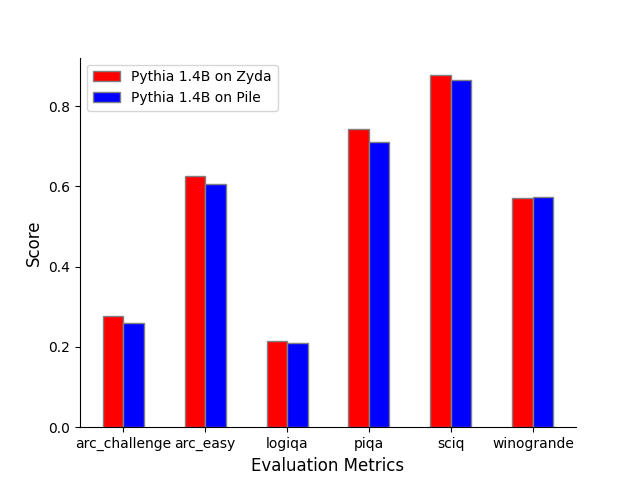 Pythia 1.4B on Zyda
Pythia 1.4B on Pile
Score
0.8
0.6
0.4
0.2
0.0
arc_challenge arc_easy logiqa piqa sciq winogrande
Evaluation Metrics